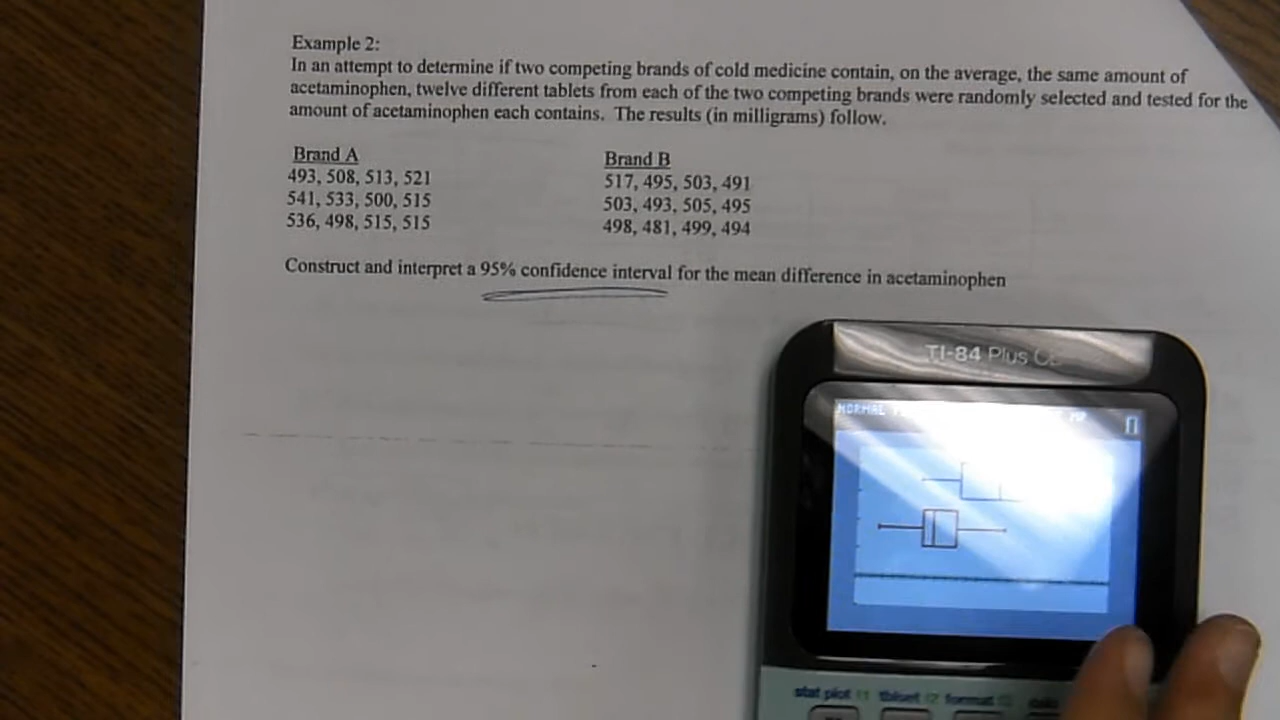 Example 2:
In an attempt to determine if two competing brands of cold medicine contain, on the average, the same amount of
acetaminophen, twelve different tablets from each of the two competing brands were randomly selected and tested for the
amount of acetaminophen each contains. The results (in milligrams) follow.
Brand A
493, 508, 513, 521
541, 533, 500, 515
536, 498, 515, 515
Brand B
517, 495, 503, 491
503, 493, 505, 495
498, 481, 499, 494
Construct and interpret a 95% confidence interval for the mean difference in acetaminophen
TI-84 Plus
NORMAL
stat plot f1 tblset f2 format